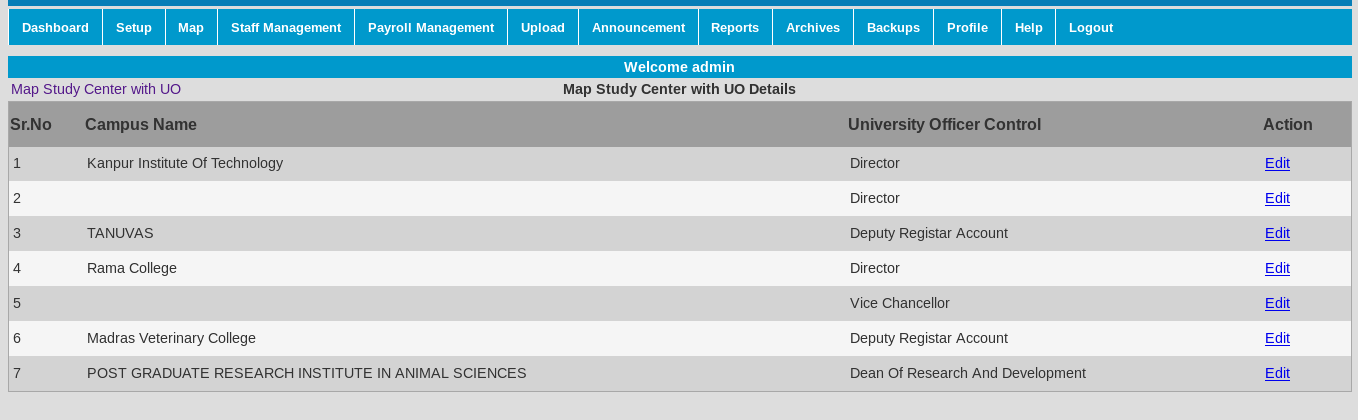 Dashboard Setup Map Staff Management Payroll Management Upload Announcement Reports Archives Backups Profile Help Logout
Welcome admin
Map Study Center with UO Map Study Center with UO Details
Sr.No Campus Name University Officer Control Action
1 Kanpur Institute Of Technology Director Edit
2 Director Edit
3 TANUVAS Deputy Registar Account Edit
4 Rama College Director Edit
5 Vice Chancellor Edit
6 Madras Veterinary College Deputy Registar Account Edit
7 POST GRADUATE RESEARCH INSTITUTE IN ANIMAL SCIENCES Dean Of Research And Development Edit